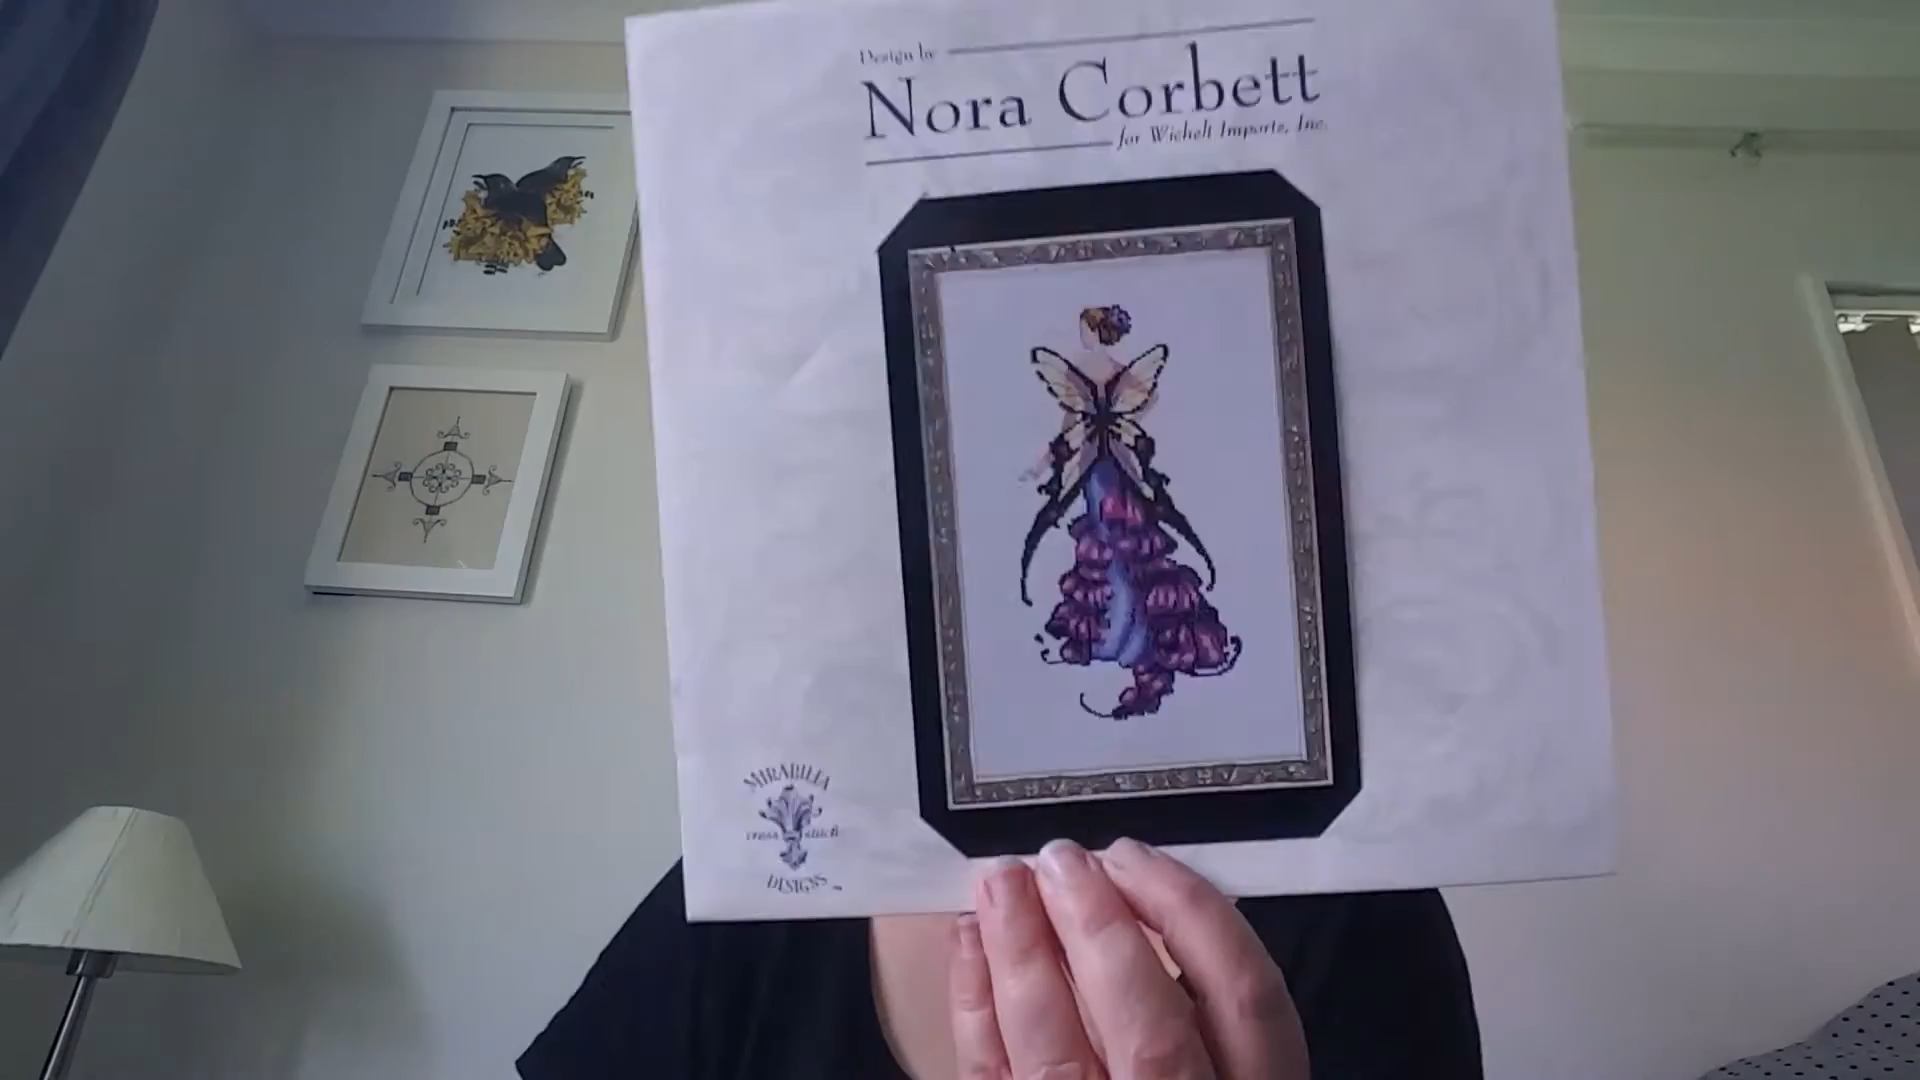 Design by
Nora Corbett
for Wichelt Imports, Inc.
MIRABILIA
cross stitch
DESIGNS